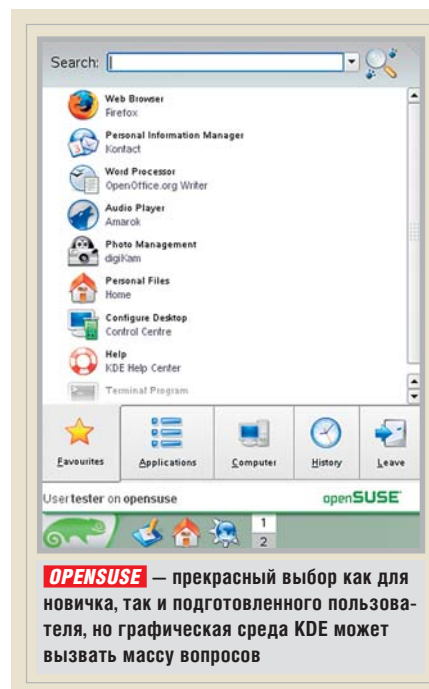 Search:
Web Browser
Firefox
Personal Information Manager
Kontact
Word Processor
OpenOffice.org Writer
Audio Player
Amarok
Photo Management
digiKam
Personal Files
Home
Configure Desktop
Control Centre
Help
KDE Help Center
Terminal Program
Favourites Applications Computer History Leave
User tester on opensuse openSUSE
1
2
OPENSUSE — прекрасный выбор как для
новичка, так и подготовленного пользова-
теля, но графическая среда KDE может
вызвать массу вопросов